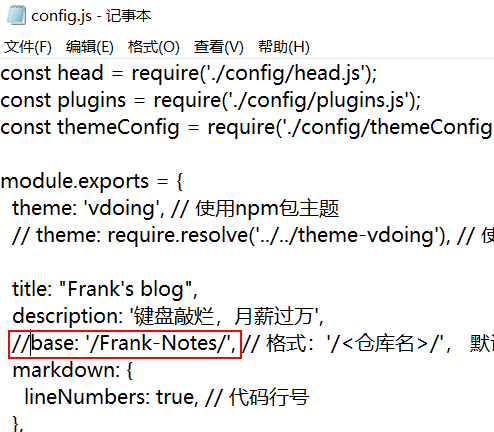 config.js - 记事本
文件(F) 编辑(E) 格式(O) 查看(V) 帮助(H)
const head = require('./config/head.js');
const plugins = require('./config/plugins.js');
const themeConfig = require('./config/themeConfig
module.exports = {
theme: 'vdoing', // 使用npm包主题
// theme: require.resolve('../../theme-vdoing'), // 使
title: "Frank's blog",
description: '键盘敲烂，月薪过万',
//base: '/Frank-Notes/', // 格式：'/<仓库名>/'， 默
markdown: {
lineNumbers: true, // 代码行号
},